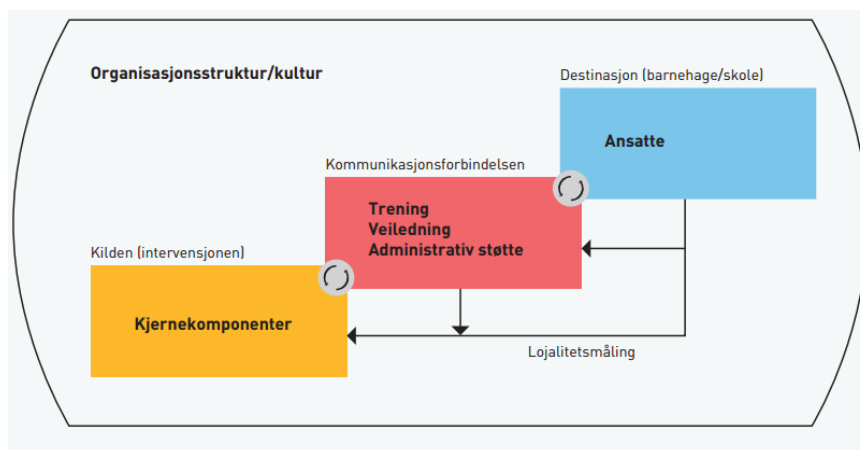 Organisasjonsstruktur/kultur
Destinasjon (barnehage/skole)
Ansatte
Kommunikasjonsforbindelsen
Trening
Veiledning
Administrativ støtte
Kilden (intervensjonen)
Kjernekomponenter
Lojalitetsmåling